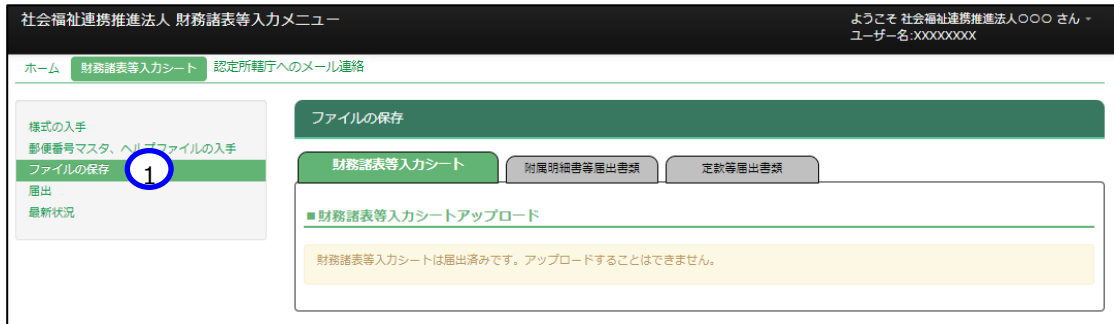 社会福祉連携推進法人 財務諸表等入力メニュー
ようこそ 社会福祉連携推進法人〇〇〇 さん
ユーザー名:XXXXXXXX
ホーム 財務諸表等入力シート 認定所轄庁へのメール連絡
様式の入手
郵便番号マスタ、ヘルプファイルの入手
ファイルの保存 1
届出
最新状況
ファイルの保存
財務諸表等入力シート 附属明細書等届出書類 定款等届出書類
■財務諸表等入力シートアップロード
財務諸表等入力シートは届出済みです。アップロードすることはできません。